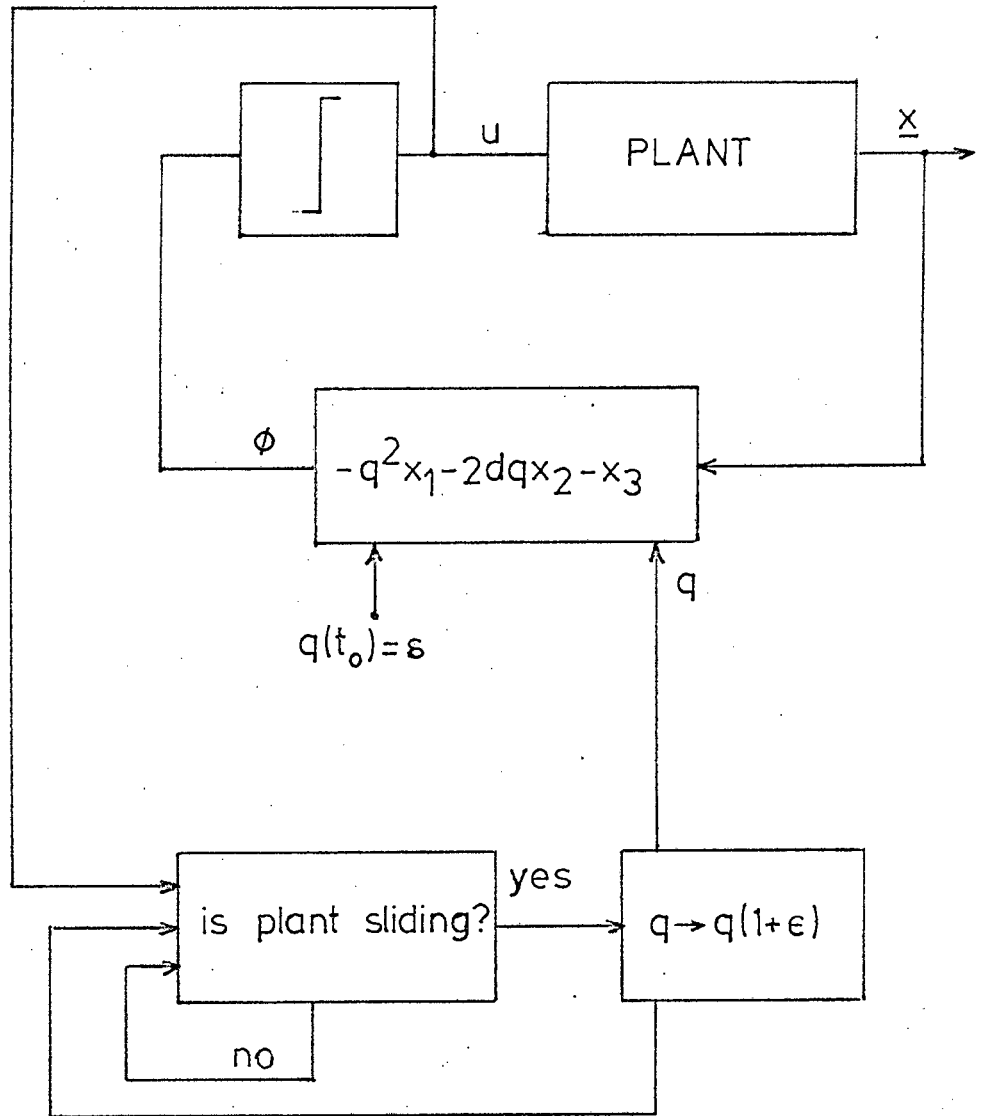 u
PLANT
x
ϕ
-q²x₁-2dqx₂-x₃
q
q(t₀)=δ
yes
is plant sliding?
q→q(1+ϵ)
no